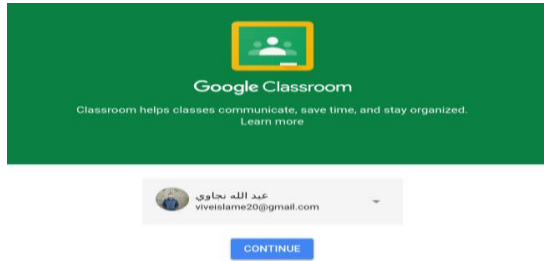 Google Classroom
Classroom helps classes communicate, save time, and stay organized.
Learn more
عبد الله نجاوي
viveislame20@gmail.com
CONTINUE